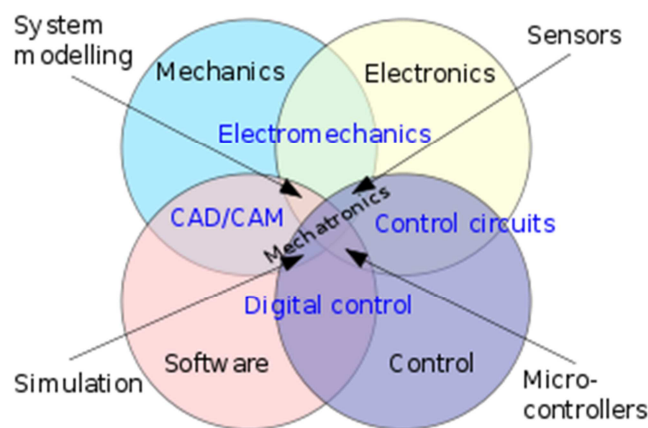 System
modelling
Sensors
Mechanics
Electronics
Electromechanics
CAD/CAM
Mechatronics
Control circuits
Digital control
Software
Control
Simulation
Micro-
controllers